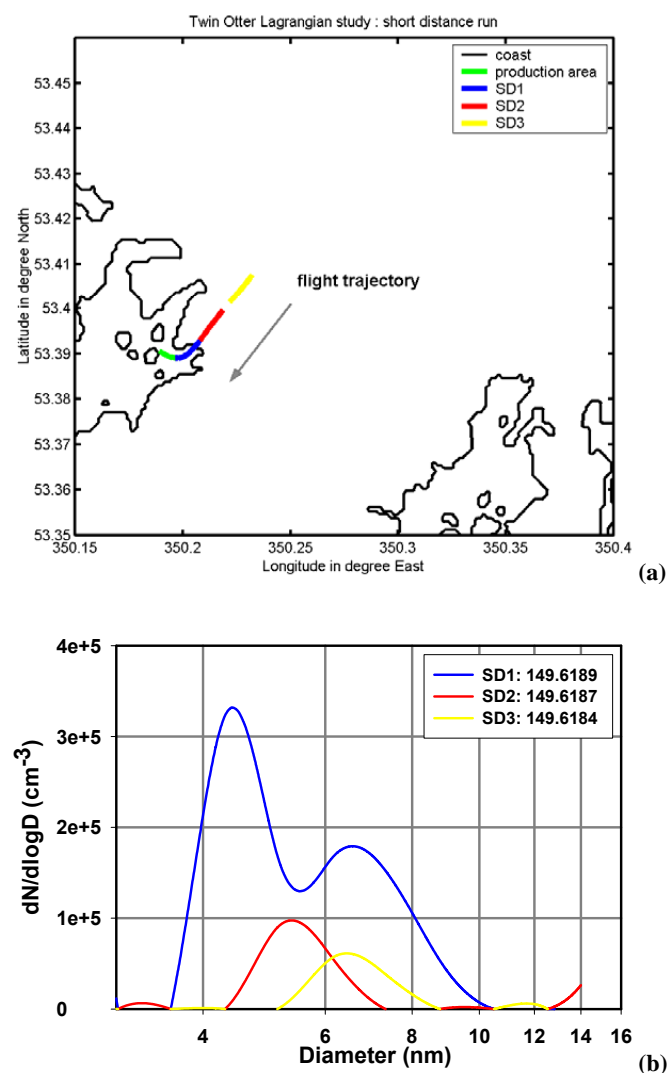 Twin Otter Lagrangian study : short distance run
coast
production area
SD1
SD2
SD3
53.45
53.44
53.43
53.42
53.41
53.4
53.39
53.38
53.37
53.36
53.35
Latitude in degree North
flight trajectory
350.15
350.2
350.25
350.3
350.35
350.4
Longitude in degree East
(a)
4e+5
3e+5
2e+5
1e+5
0
dN/dlogD (cm-3)
SD1: 149.6189
SD2: 149.6187
SD3: 149.6184
4
6
8
10
12
14
16
Diameter (nm)
(b)